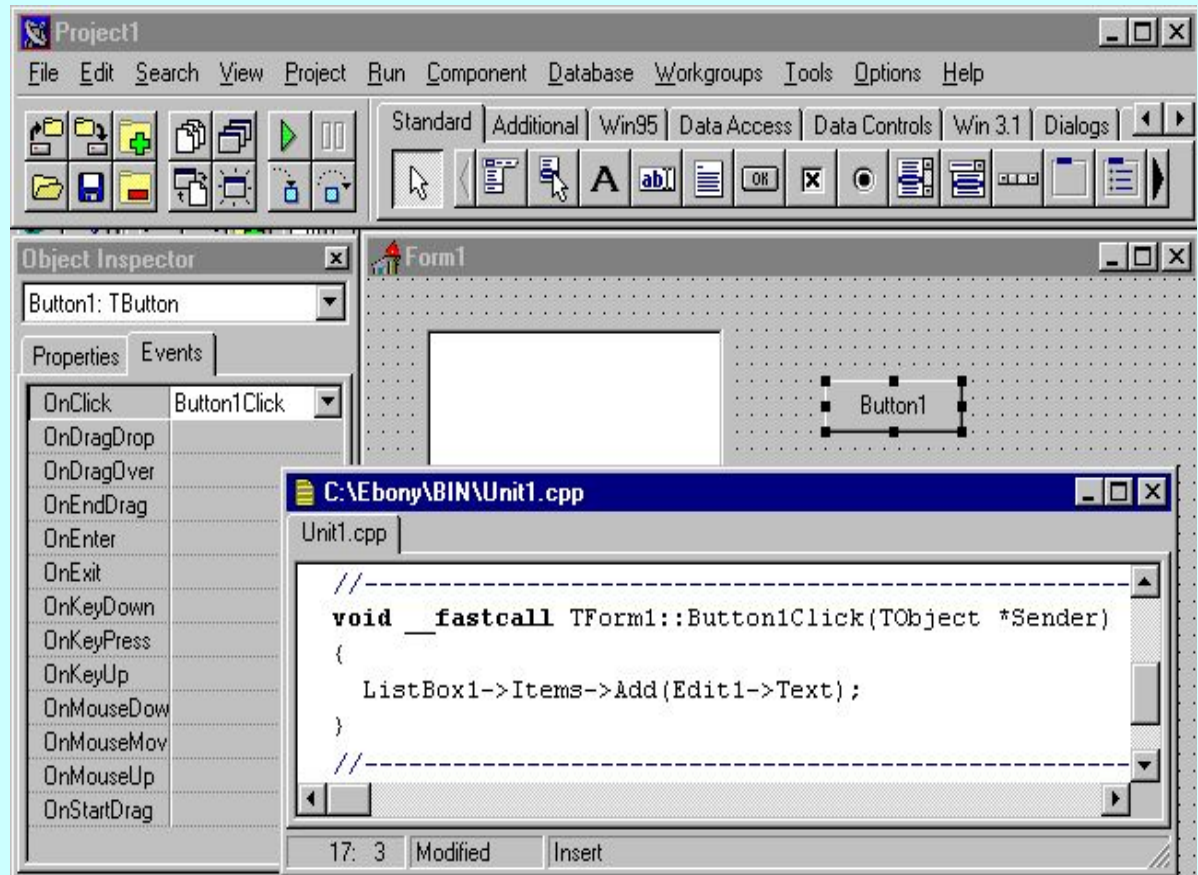 Project1
File Edit Search View Project Run Component Database Workgroups Tools Options Help
Standard Additional Win95 Data Access Data Controls Win 3.1 Dialogs
A abI OK
Object Inspector
Form1
Button1: TButton
Properties Events
OnClick Button1Click
OnDragDrop
OnDragOver
OnEndDrag
OnEnter
OnExit
OnKeyDown
OnKeyPress
OnKeyUp
OnMouseDow
OnMouseMov
OnMouseUp
OnStartDrag
Button1
C:\Ebony\BIN\Unit1.cpp
Unit1.cpp
//----------------------------------------------------
void __fastcall TForm1::Button1Click(TObject *Sender)
{
ListBox1->Items->Add(Edit1->Text);
}
//----------------------------------------------------
17: 3 Modified Insert